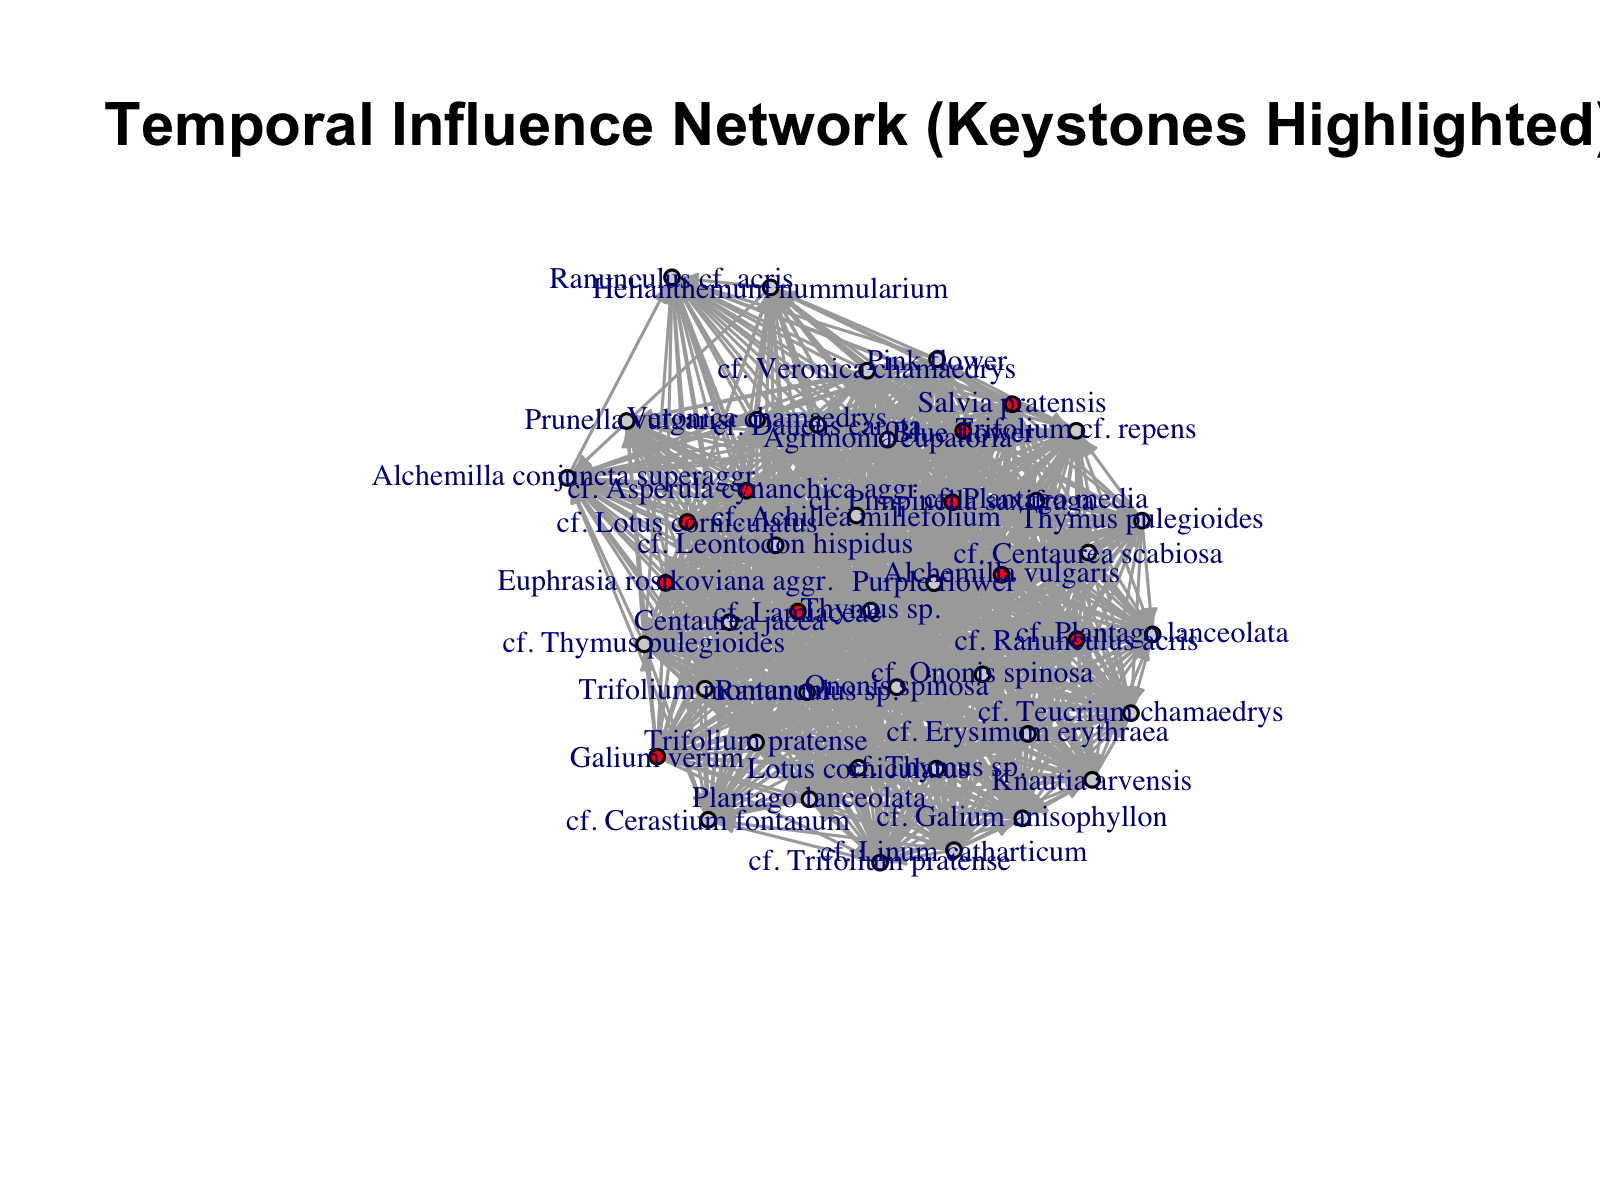 Temporal Influence Network (Keystones Highlighted)
Ranunculus cf. acris
Helianthemum nummularium
Pink flower
cf. Veronica chamaedrys
Salvia pratensis
Prunella vulgaris
Veronica chamaedrys
cf. Daucus carota
Blue flower
Trifolium cf. repens
Agrimonia eupatoria
Alchemilla conjuncta superaggr.
cf. Asperula cynanchica aggr.
cf. Pimpinella saxifraga
cf. Plantago media
cf. Lotus corniculatus
cf. Achillea millefolium
Thymus pulegioides
cf. Leontodon hispidus
cf. Centaurea scabiosa
Euphrasia rostkoviana aggr.
Purple flower
Alchemilla vulgaris
Centaurea jacea
cf. Lamiaceae
Thymus sp.
cf. Thymus pulegioides
cf. Ranunculus acris
cf. Plantago lanceolata
cf. Ononis spinosa
Trifolium montanum
Ranunculus sp.
Ononis spinosa
cf. Teucrium chamaedrys
cf. Erysimum erythraea
Trifolium pratense
Galium verum
Lotus corniculatus
cf. Thymus sp.
Knautia arvensis
Plantago lanceolata
cf. Cerastium fontanum
cf. Galium anisophyllon
cf. Linum catharticum
cf. Trifolium pratense